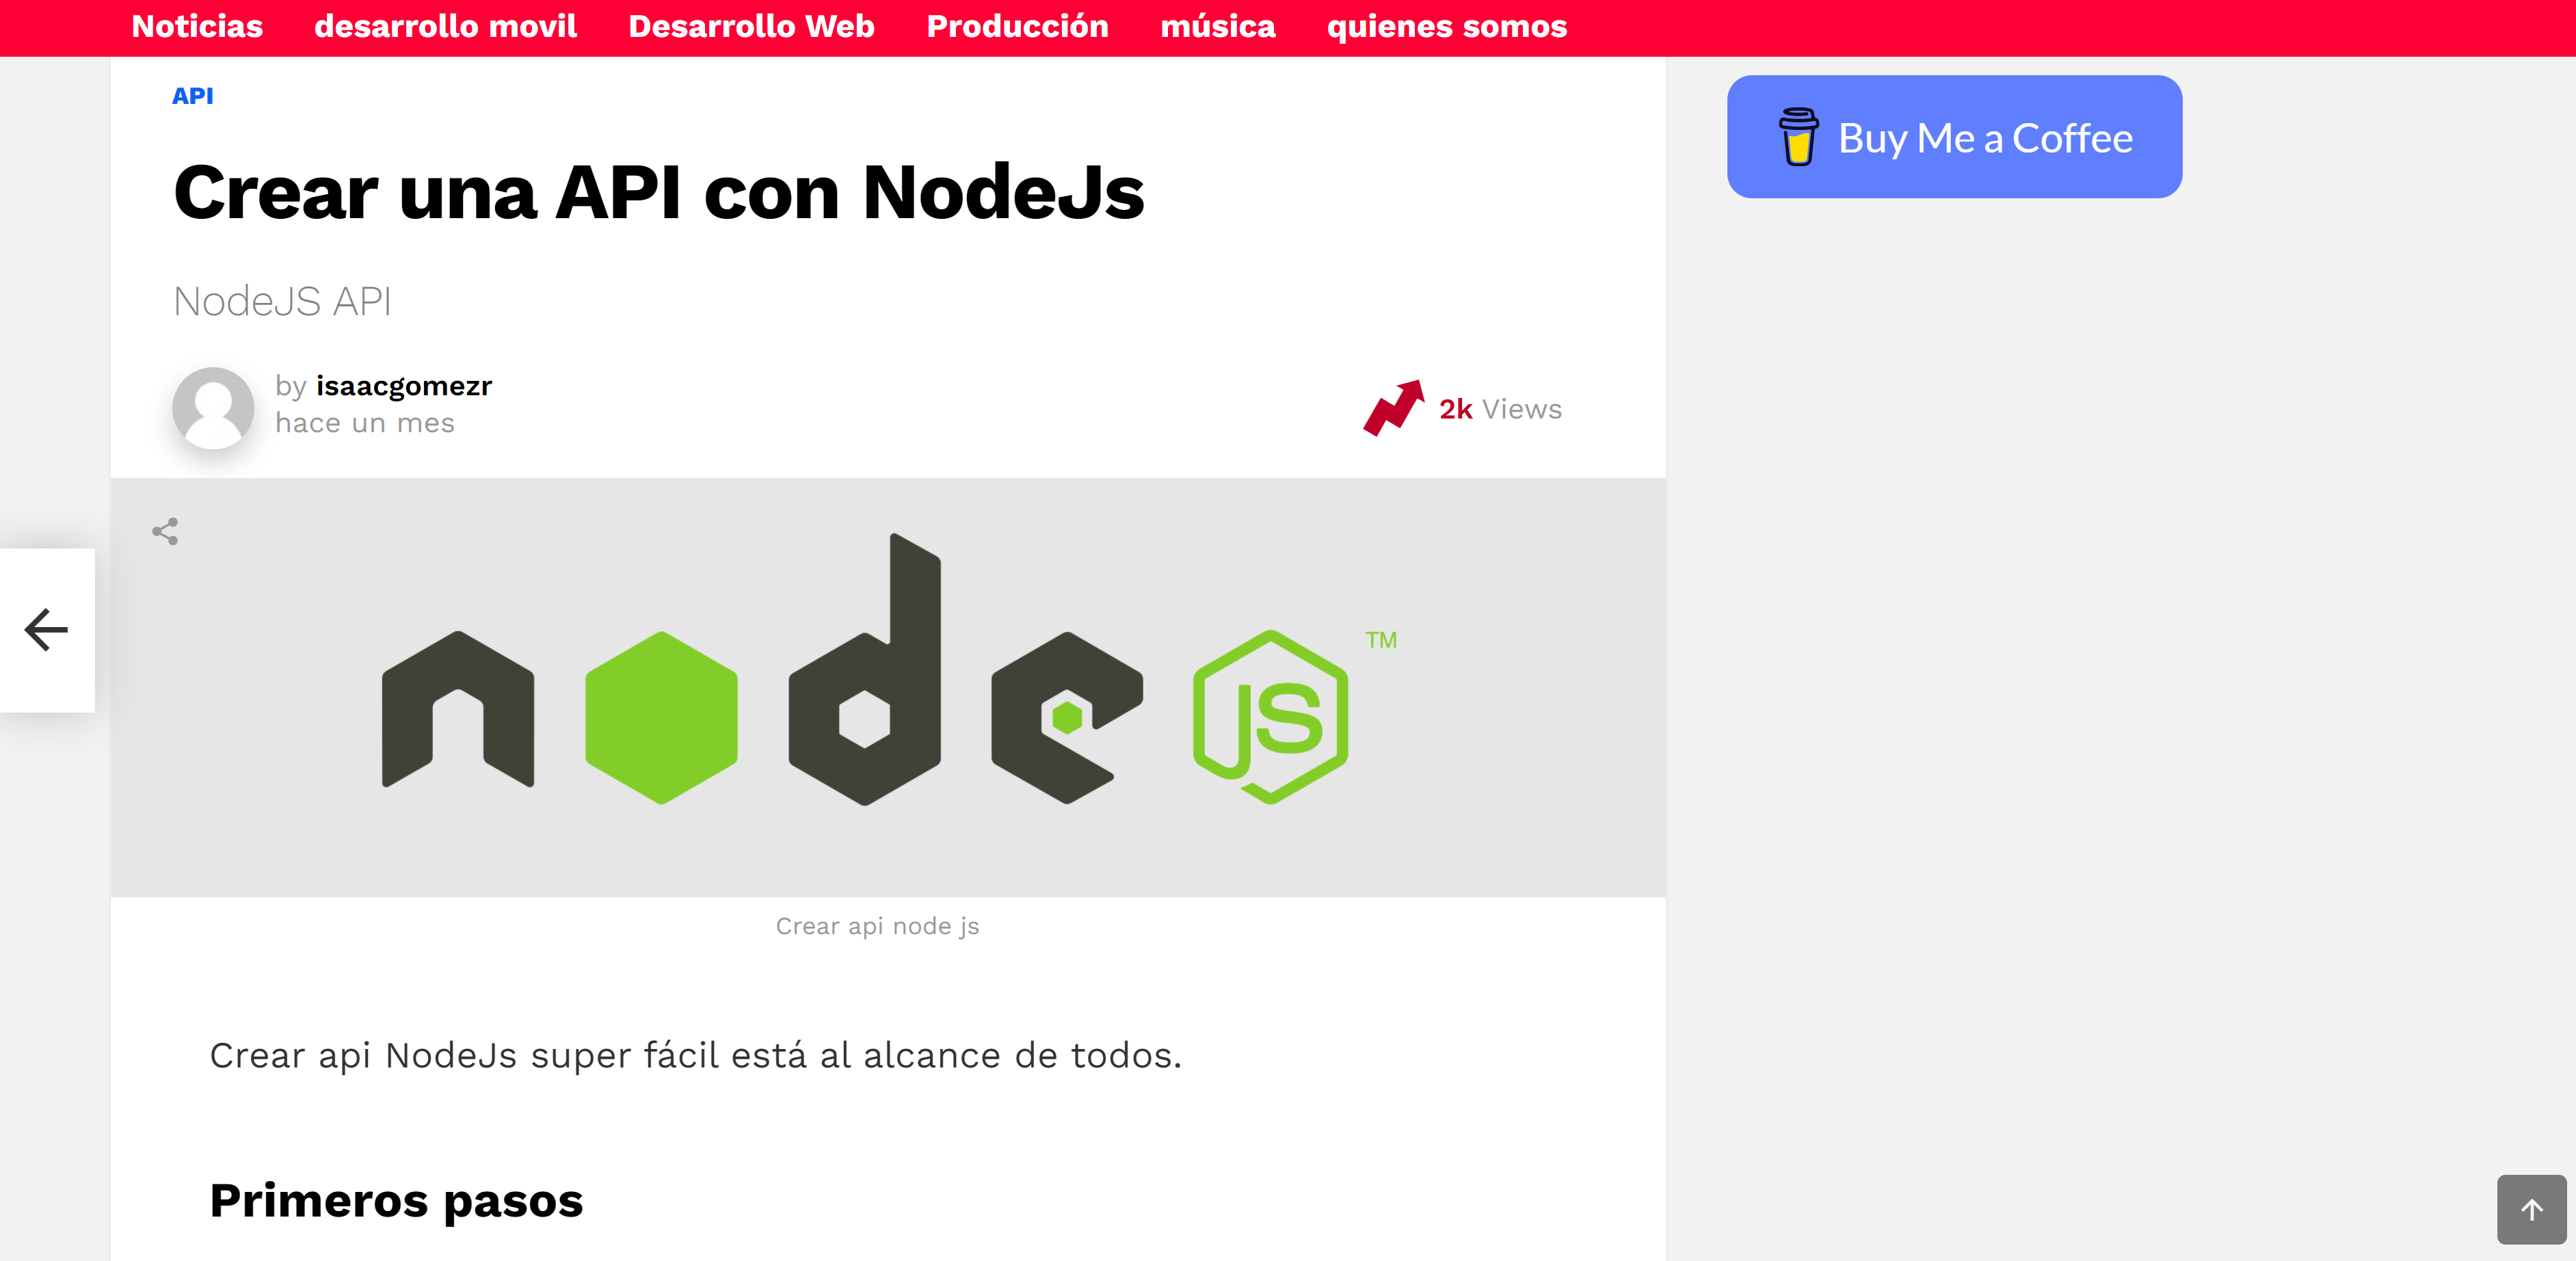 Noticias desarrollo movil Desarrollo Web Producción música quienes somos
API
Buy Me a Coffee
Crear una API con NodeJs
NodeJS API
by isaacgomezr
hace un mes
2k Views
node JS TM
Crear api node js
Crear api NodeJs super fácil está al alcance de todos.
Primeros pasos